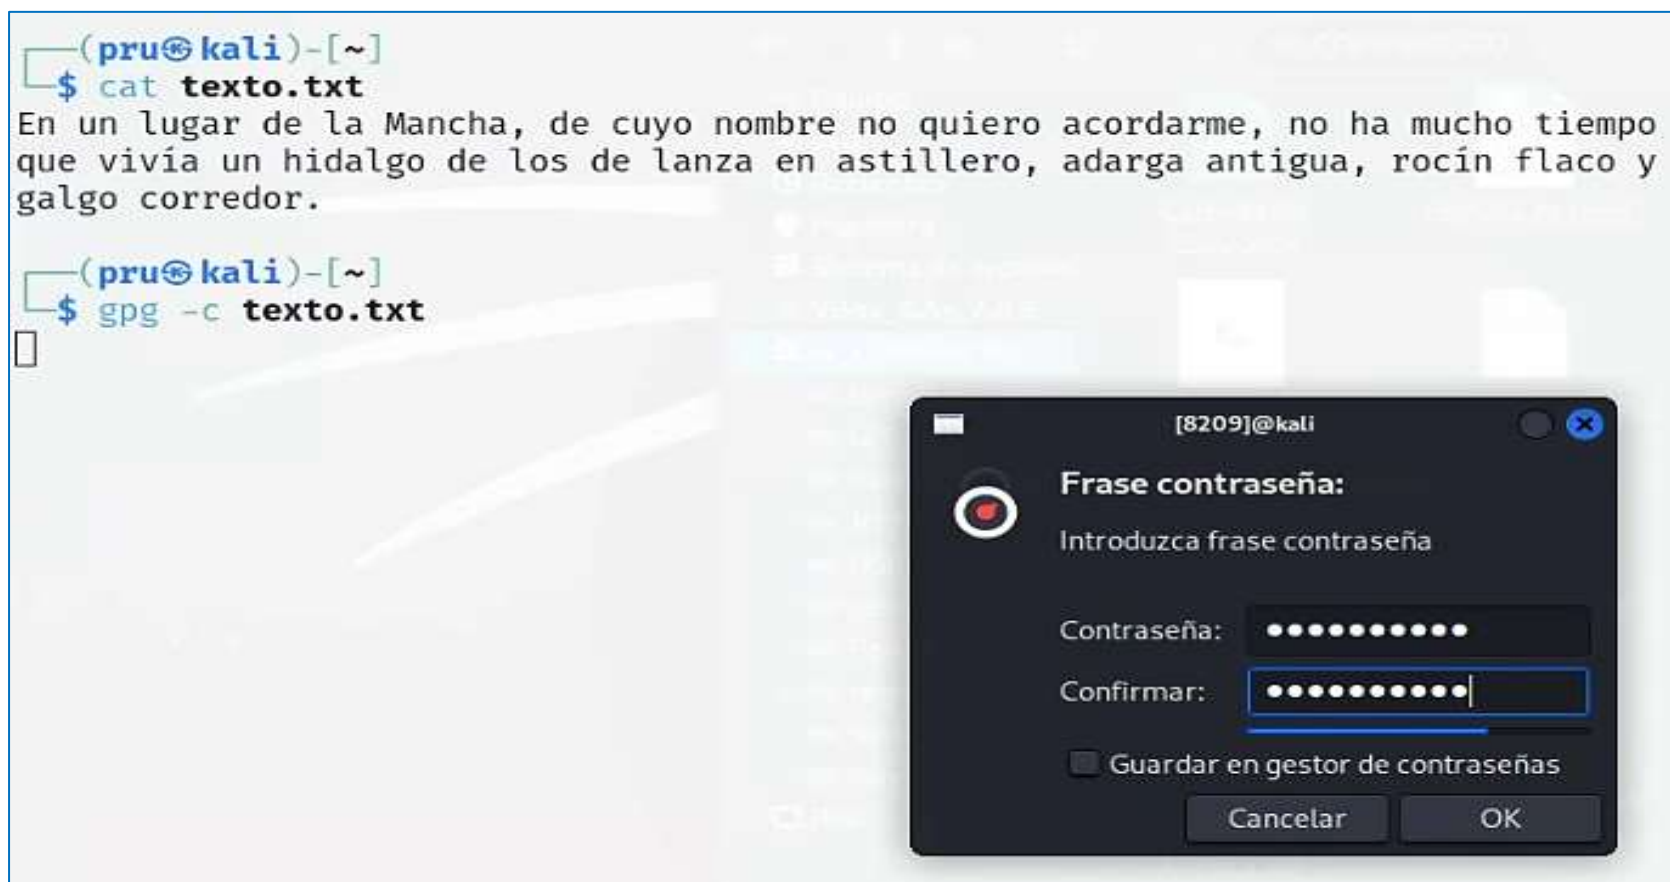 ┌──(pru㉿kali)-[~]
└─$ cat texto.txt
En un lugar de la Mancha, de cuyo nombre no quiero acordarme, no ha mucho tiempo
que vivía un hidalgo de los de lanza en astillero, adarga antigua, rocín flaco y
galgo corredor.
┌──(pru㉿kali)-[~]
└─$ gpg -c texto.txt
[8209]@kali
Frase contraseña:
Introduzca frase contraseña
Contraseña: ●●●●●●●●●●
Confirmar: ●●●●●●●●●●
Guardar en gestor de contraseñas
Cancelar OK